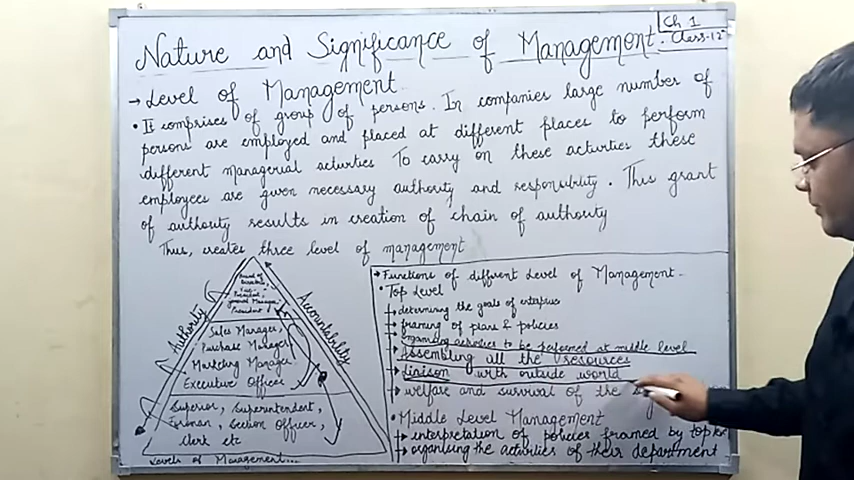 Ch 1
Class-12
Nature and Significance of Management
→ Level of Management
• It comprises of group of persons. In companies large number of
persons are employed and placed at different places to perform
different managerial activities To carry on these activities these
employees are given necessary authority and responsibility. This grant
of authority results in creation of chain of authority
Thus, creates three level of management
Authority
Accountability
Board of
President,
General Manager
President
Sales Manager,
Purchase Manager
Marketing Manager
Executive Officer
Superior, Superintendent,
Forman, Section Officer,
Clerk etc
Levels of Management...
→ Functions of different Level of Management -
• Top Level
→ determining the goals of enterprise
→ framing of plans & policies
→ Organising activities to be performed at middle level
→ Assembling all the resources
→ Liaison with outside world
→ welfare and survival of the
• Middle Level Management
→ interpretation of policies framed by top
→ organising the activities of their department